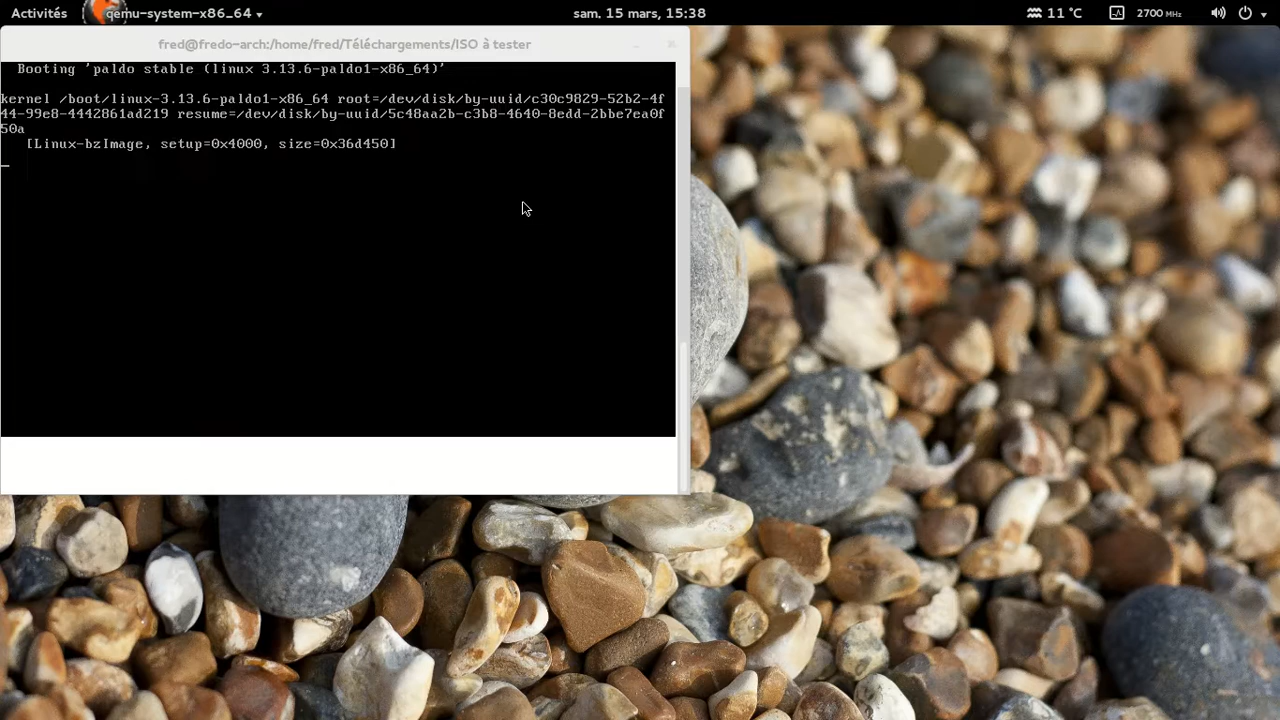 Activités qemu-system-x86_64 sam. 15 mars, 15:38 11 °C 2700 MHz
fred@fredo-arch:/home/fred/Téléchargements/ISO à tester
Booting 'paldo stable (linux 3.13.6-paldo1-x86_64)'
kernel /boot/linux-3.13.6-paldo1-x86_64 root=/dev/disk/by-uuid/c30c9829-52b2-4f
44-99e8-4442861ad219 resume=/dev/disk/by-uuid/5c48aa2b-c3b8-4640-8edd-2bbe7ea0f
50a
[Linux-bzImage, setup=0x4000, size=0x36d450]